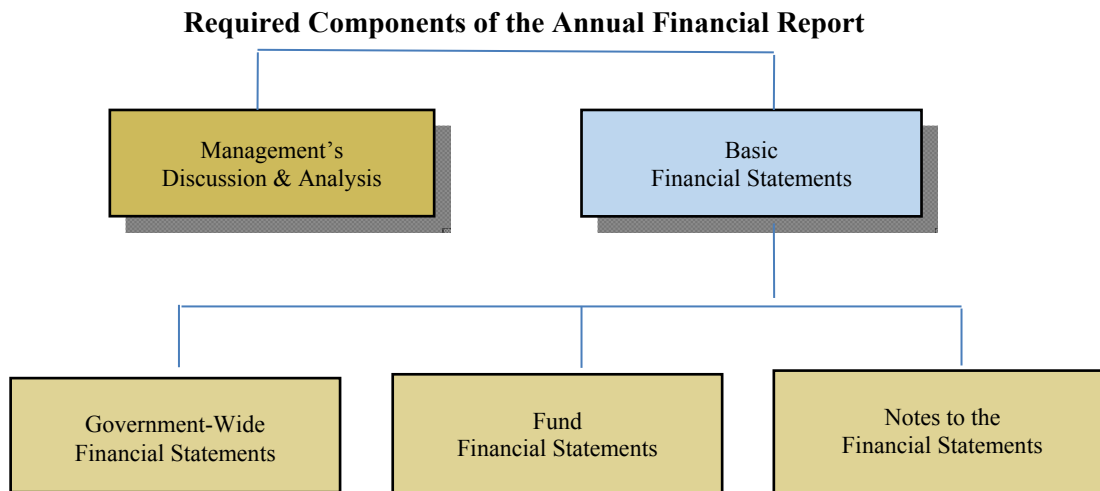 Required Components of the Annual Financial Report
Management’s
Discussion & Analysis
Basic
Financial Statements
Government-Wide
Financial Statements
Fund
Financial Statements
Notes to the
Financial Statements